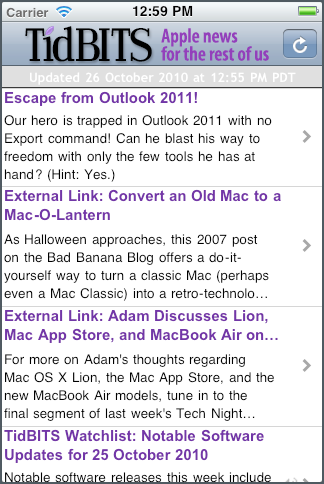 Carrier 12:59 PM
TidBITS Apple news
for the rest of us
Updated 26 October 2010 at 12:55 PM PDT
Escape from Outlook 2011!
Our hero is trapped in Outlook 2011 with no
Export command! Can he blast his way to
freedom with only the few tools he has at
hand? (Hint: Yes.)
External Link: Convert an Old Mac to a
Mac-O-Lantern
As Halloween approaches, this 2007 post
on the Bad Banana Blog offers a do-it-
yourself way to turn a classic Mac (perhaps
even a Mac Classic) into a retro-technolo…
External Link: Adam Discusses Lion,
Mac App Store, and MacBook Air on…
For more on Adam's thoughts regarding
Mac OS X Lion, the Mac App Store, and the
new MacBook Air models, tune in to the
final segment of last week's Tech Night…
TidBITS Watchlist: Notable Software
Updates for 25 October 2010
Notable software releases this week include